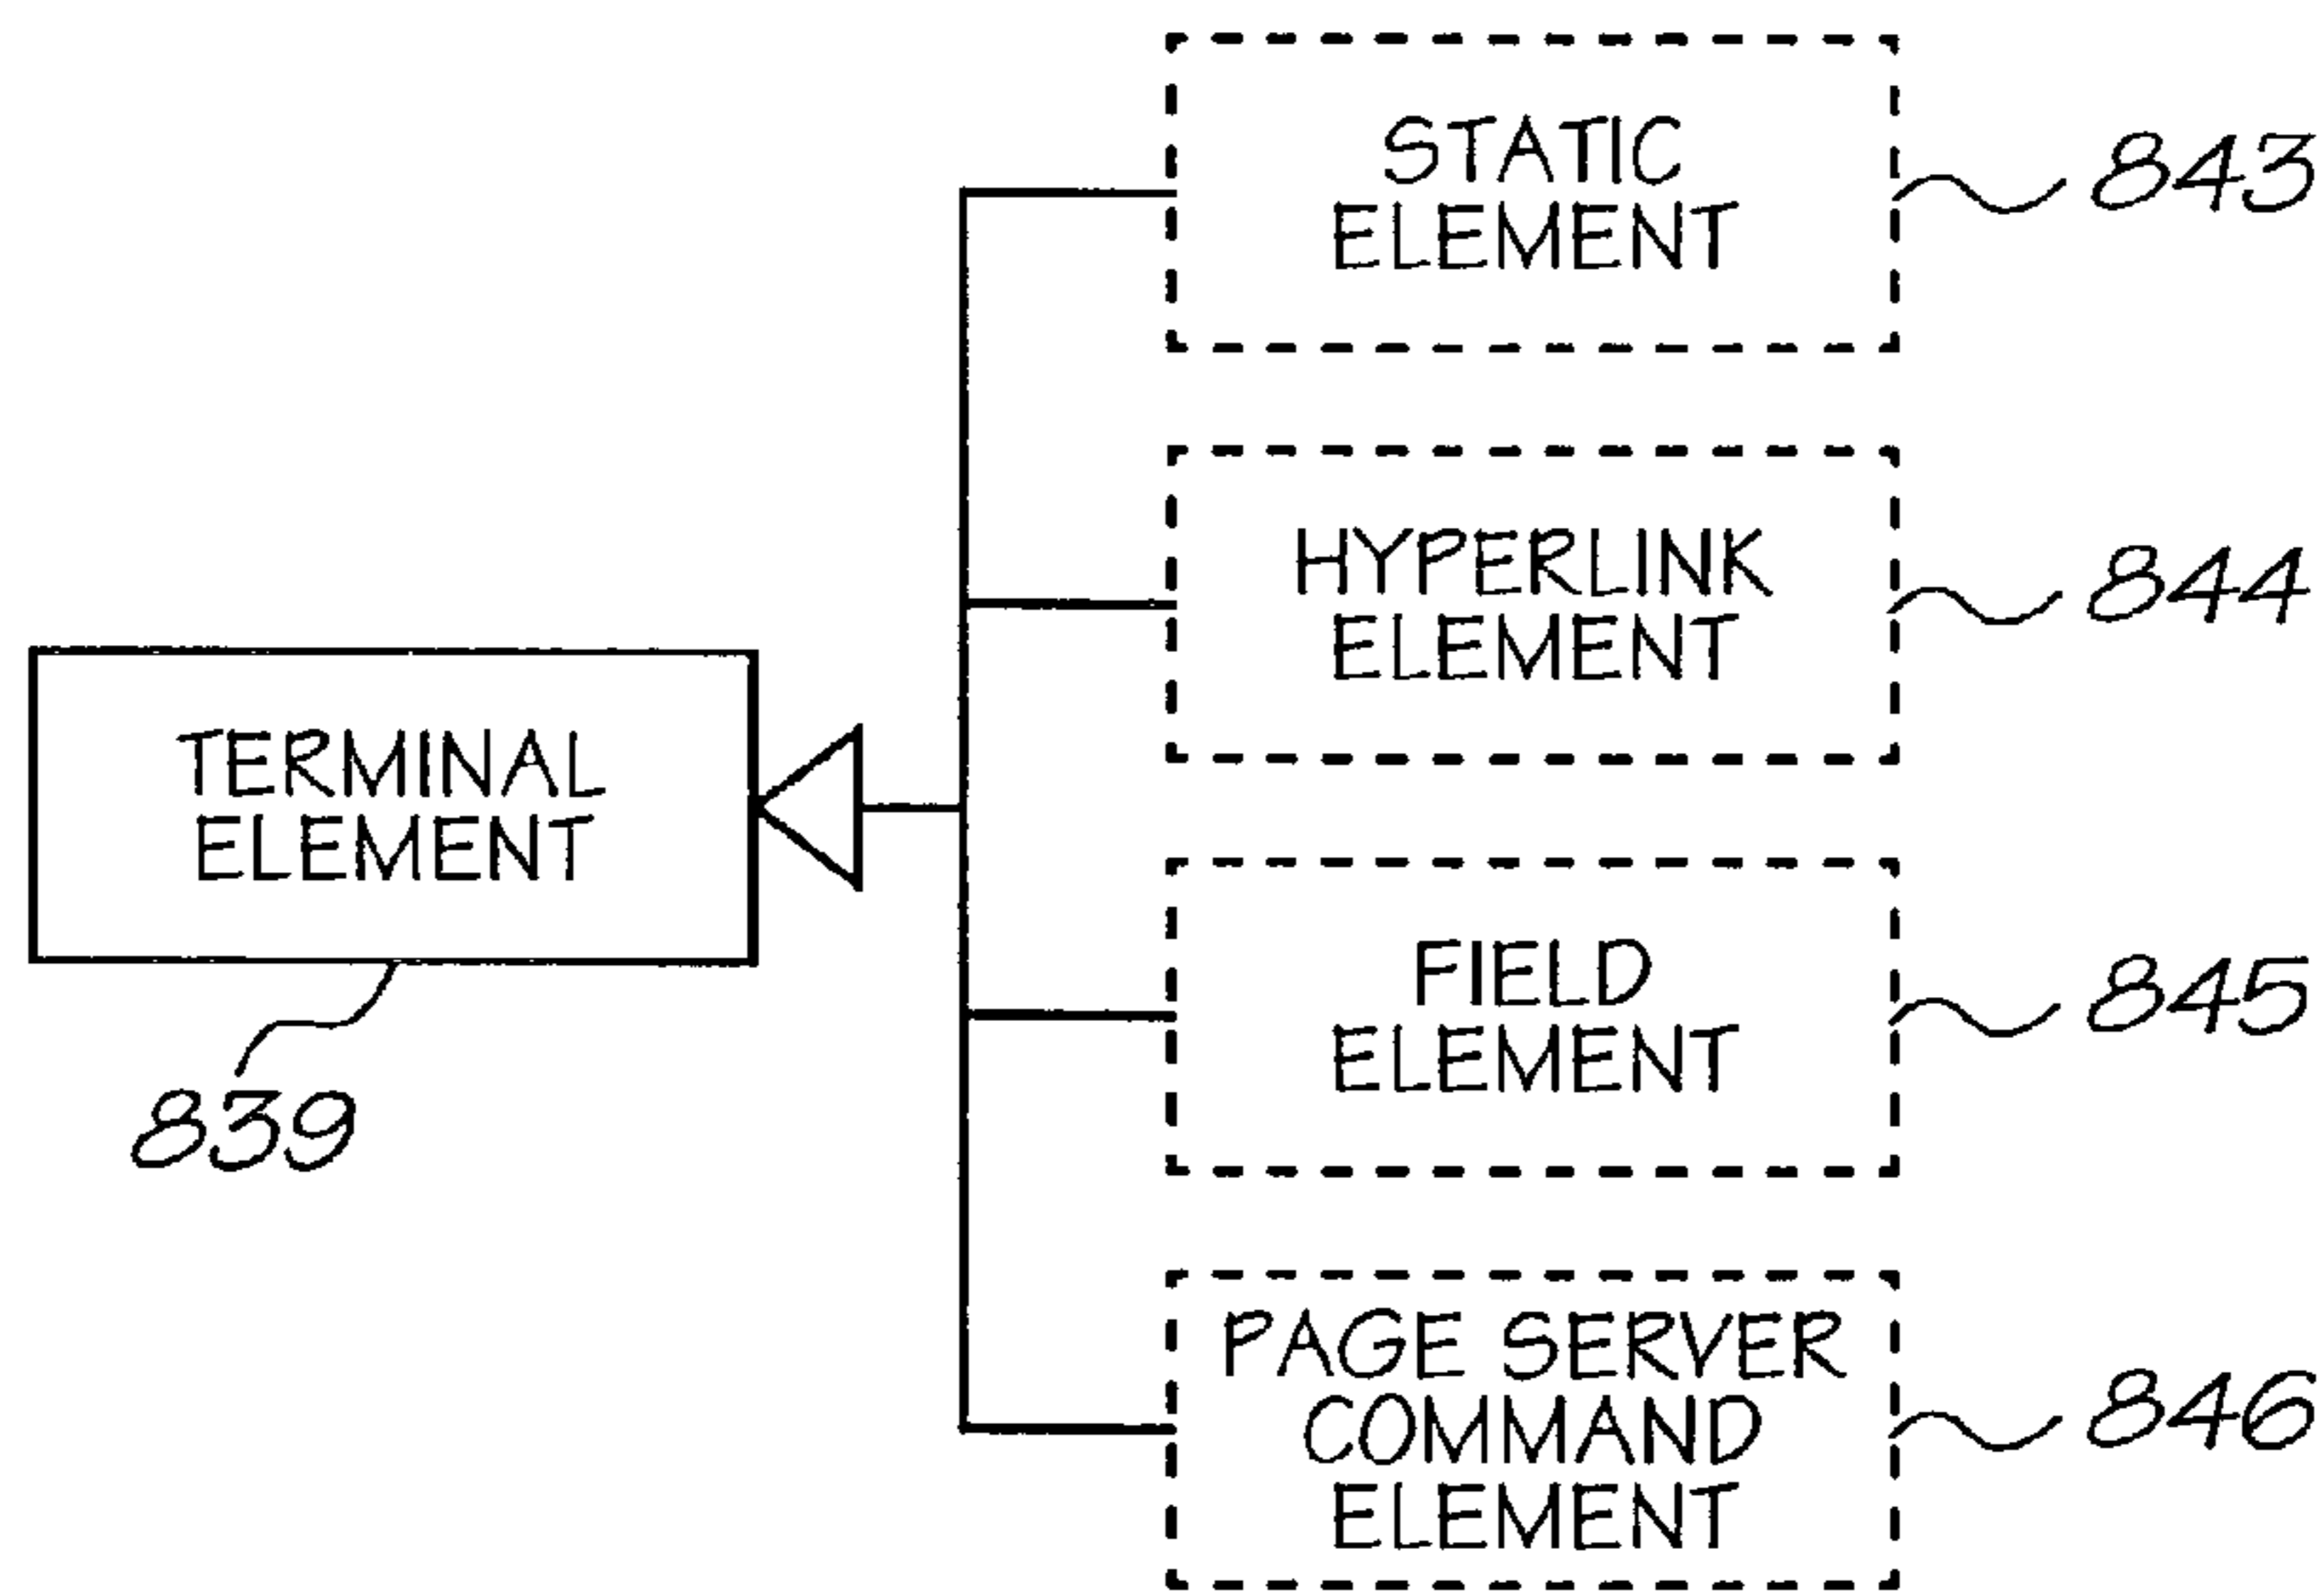 STATIC
ELEMENT
843
HYPERLINK
ELEMENT
844
TERMINAL
ELEMENT
839
FIELD
ELEMENT
845
PAGE SERVER
COMMAND
ELEMENT
846